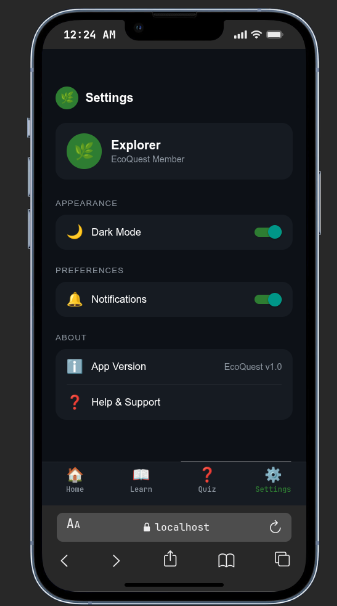 12:24 AM
Settings
Explorer
EcoQuest Member
APPEARANCE
Dark Mode
PREFERENCES
Notifications
ABOUT
App Version EcoQuest v1.0
Help & Support
Home Learn Quiz Settings
AA localhost